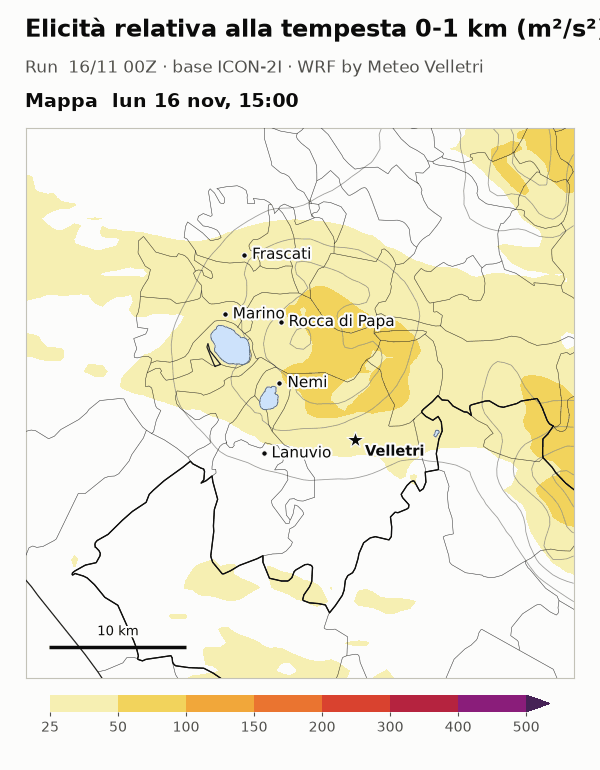 Elicità relativa alla tempesta 0-1 km (m²/s²)
Run 16/11 00Z · base ICON-2I · WRF by Meteo Velletri
Mappa lun 16 nov, 15:00
Frascati
Marino
Rocca di Papa
Nemi
Velletri
Lanuvio
10 km
25 50 100 150 200 250 300 400 500